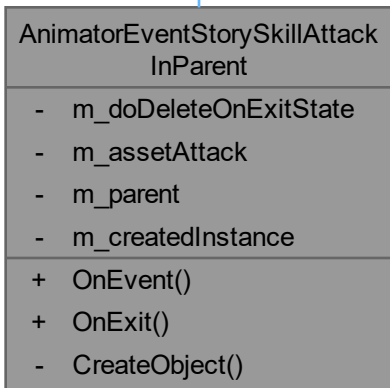 AnimatorEventStorySkillAttack
InParent
- m_doDeleteOnExitState
- m_assetAttack
- m_parent
- m_createdInstance
+ OnEvent()
+ OnExit()
- CreateObject()